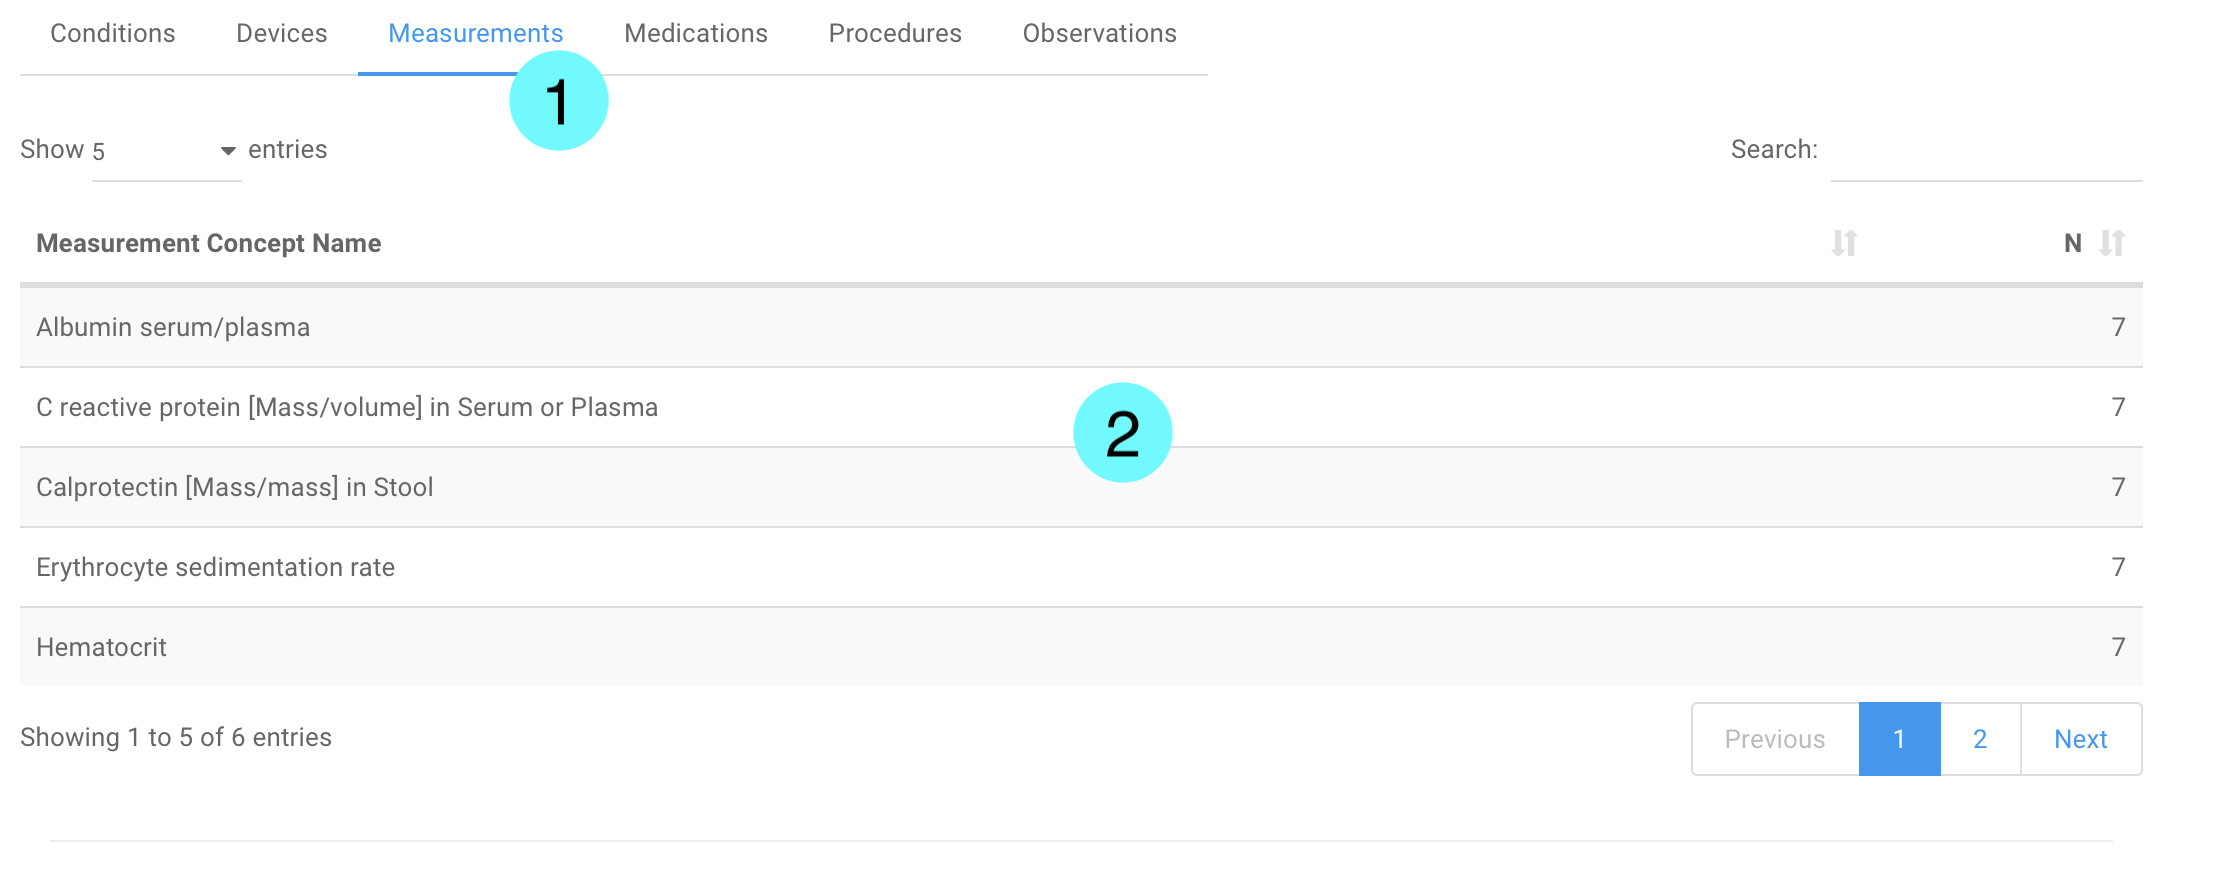 Conditions Devices Measurements Medications Procedures Observations
1
Show 5 entries Search:
Measurement Concept Name N
Albumin serum/plasma 7
C reactive protein [Mass/volume] in Serum or Plasma 7
2
Calprotectin [Mass/mass] in Stool 7
Erythrocyte sedimentation rate 7
Hematocrit 7
Showing 1 to 5 of 6 entries Previous 1 2 Next